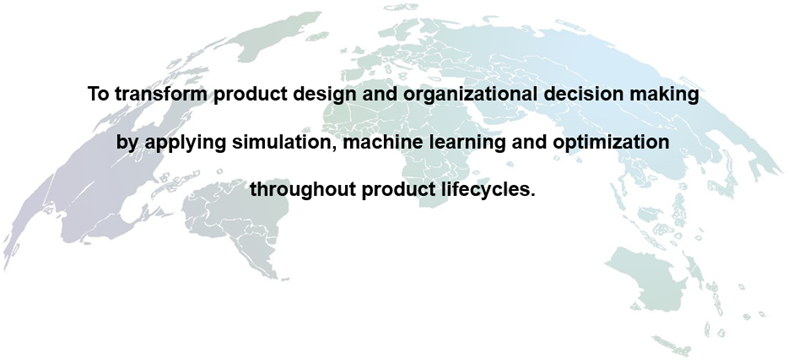 To transform product design and organizational decision making
by applying simulation, machine learning and optimization
throughout product lifecycles.